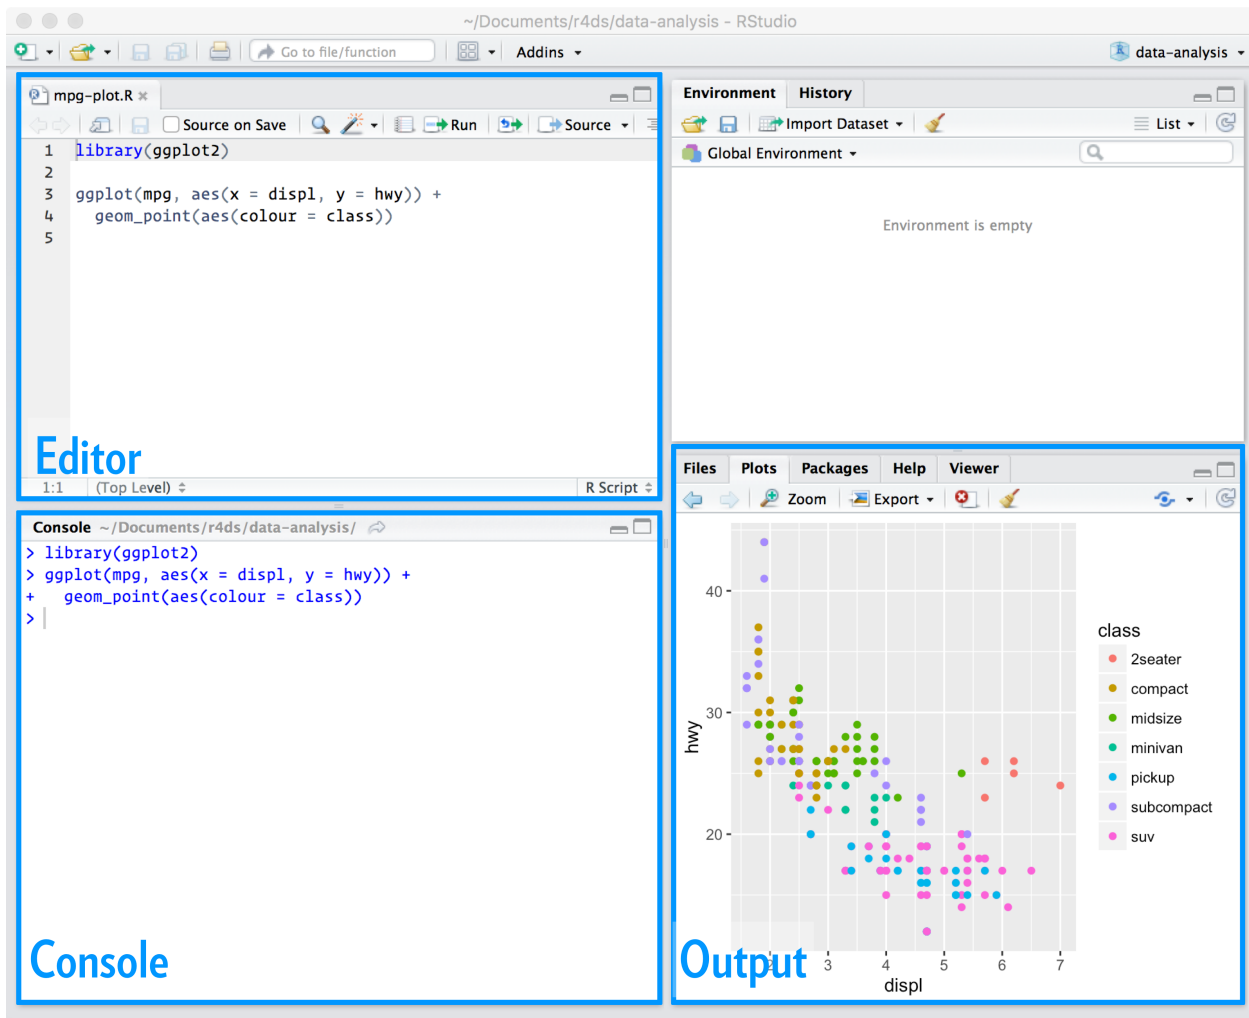 ~/Documents/r4ds/data-analysis - RStudio
Go to file/function
Addins
data-analysis
mpg-plot.R
Source on Save
Run
Source
1 library(ggplot2)
2
3 ggplot(mpg, aes(x = displ, y = hwy)) +
4   geom_point(aes(colour = class))
5
Editor
1:1 (Top Level) R Script
Console ~/Documents/r4ds/data-analysis/
> library(ggplot2)
> ggplot(mpg, aes(x = displ, y = hwy)) +
+   geom_point(aes(colour = class))
>
Console
Environment History
Import Dataset List
Global Environment
Environment is empty
Files Plots Packages Help Viewer
Zoom Export
40
30
20
hwy
2 3 4 5 6 7
displ
class
2seater
compact
midsize
minivan
pickup
subcompact
suv
Output